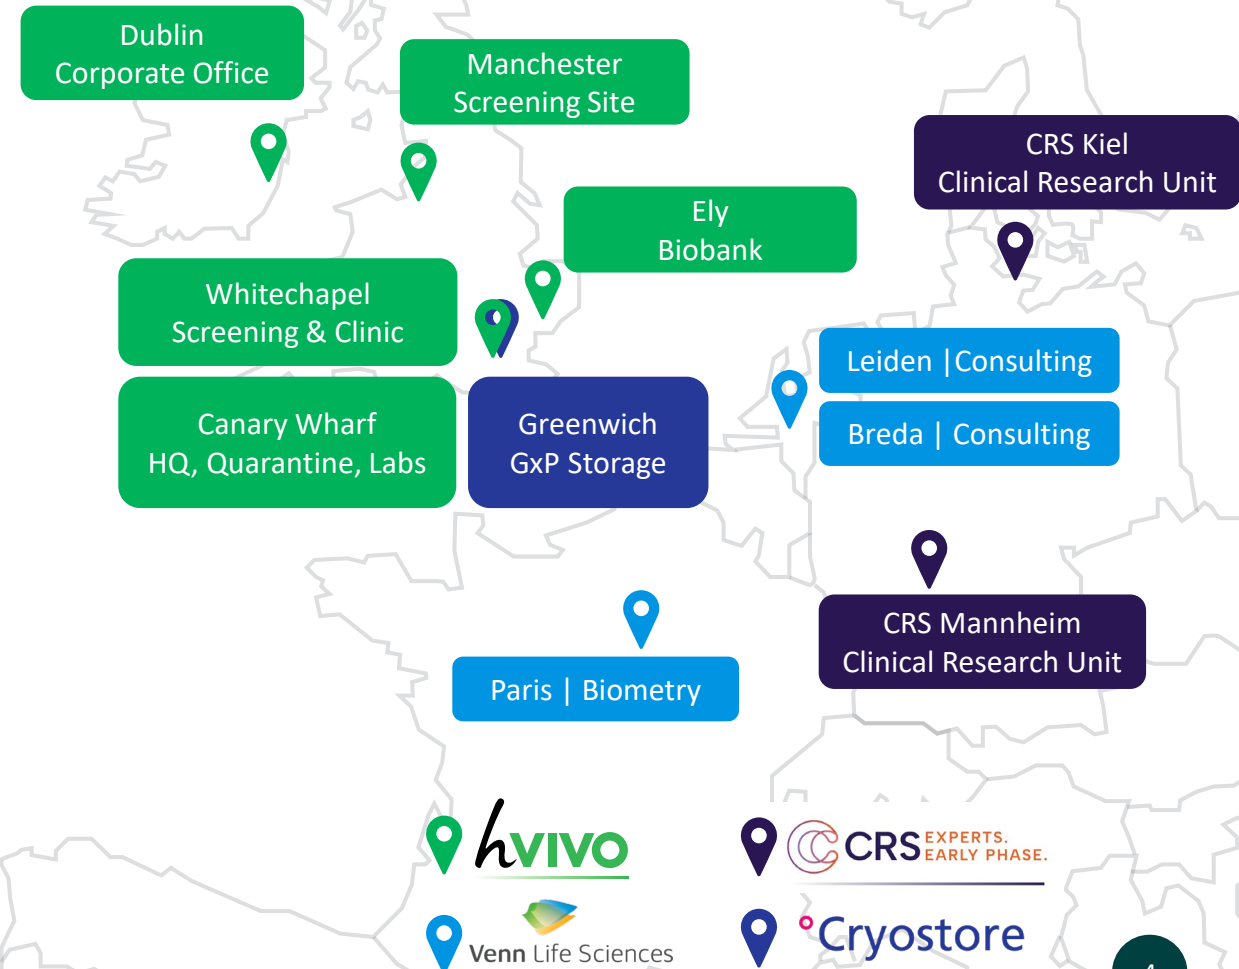 Dublin
Corporate Office
Manchester
Screening Site
CRS Kiel
Clinical Research Unit
Ely
Biobank
Whitechapel
Screening & Clinic
Leiden |Consulting
Canary Wharf
HQ, Quarantine, Labs
Greenwich
GxP Storage
Breda | Consulting
CRS Mannheim
Clinical Research Unit
Paris | Biometry
hvivo
CRS EXPERTS.
EARLY PHASE.
Venn Life Sciences
Cryostore